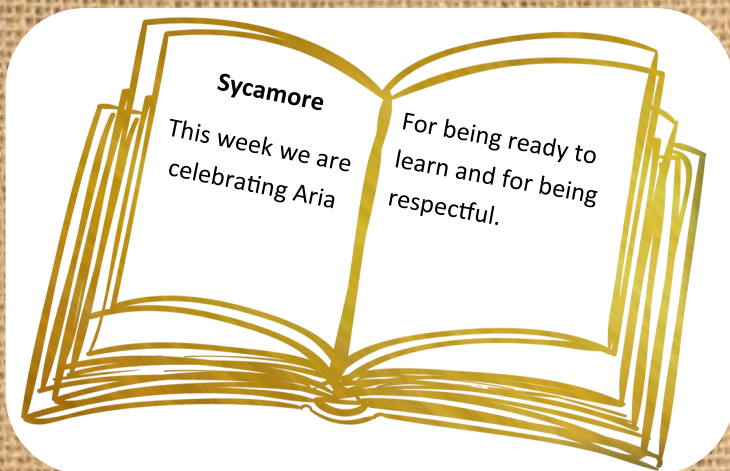 Sycamore
This week we are
celebrating Aria
For being ready to
learn and for being
respectful.